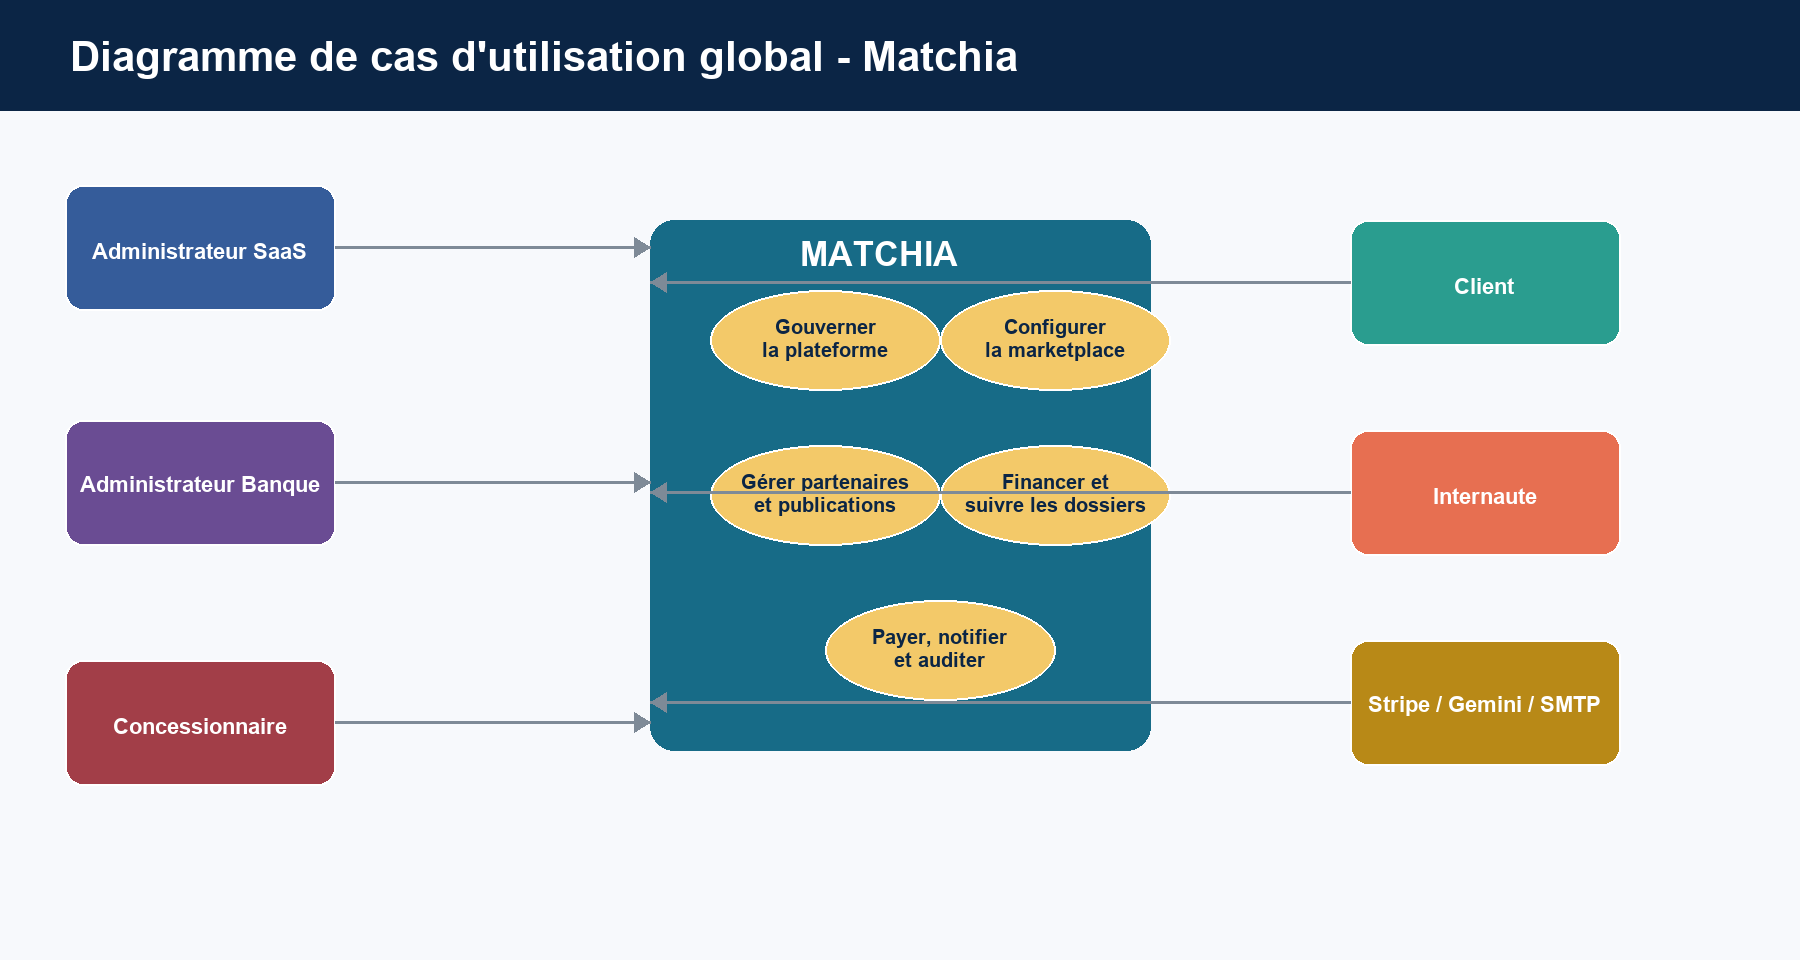 Diagramme de cas d'utilisation global - Matchia
Administrateur SaaS
Administrateur Banque
Concessionnaire
MATCHIA
Gouverner
la plateforme
Configurer
la marketplace
Gérer partenaires
et publications
Financer et
suivre les dossiers
Payer, notifier
et auditer
Client
Internaute
Stripe / Gemini / SMTP